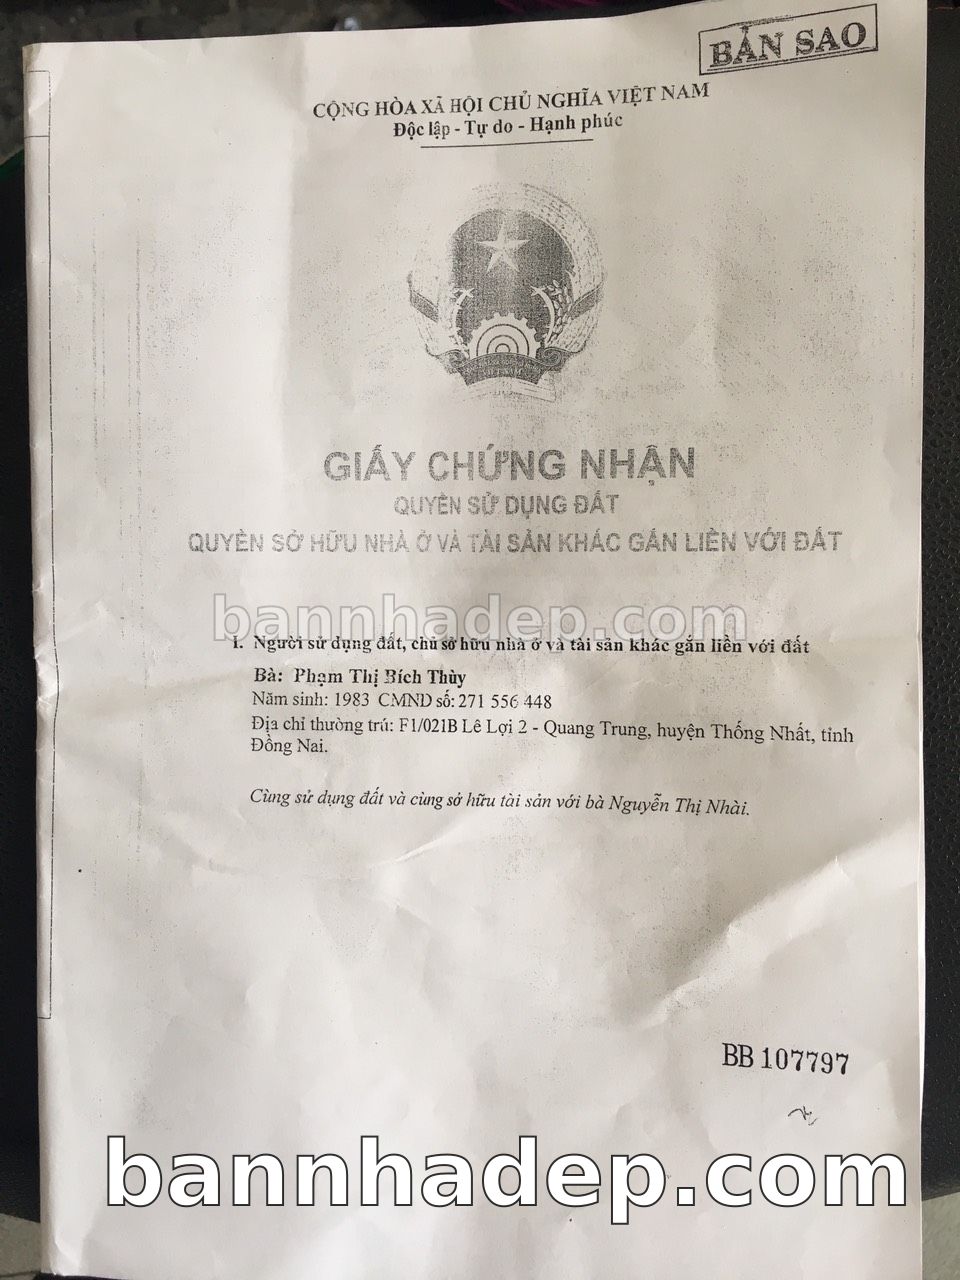 BẢN SAO
CỘNG HÒA XÃ HỘI CHỦ NGHĨA VIỆT NAM
Độc lập - Tự do - Hạnh phúc
VIỆT NAM
GIẤY CHỨNG NHẬN
QUYỀN SỬ DỤNG ĐẤT
QUYỀN SỞ HỮU NHÀ Ở VÀ TÀI SẢN KHÁC GẮN LIỀN VỚI ĐẤT
bannhadep.com
I. Người sử dụng đất, chủ sở hữu nhà ở và tài sản khác gắn liền với đất
Bà: Phạm Thị Bích Thùy
Năm sinh: 1983 CMND số: 271 556 448
Địa chỉ thường trú: F1/021B Lê Lợi 2 - Quang Trung, huyện Thống Nhất, tỉnh
Đồng Nai.
Cùng sử dụng đất và cùng sở hữu tài sản với bà Nguyễn Thị Nhài.
BB 107797
bannhadep.com